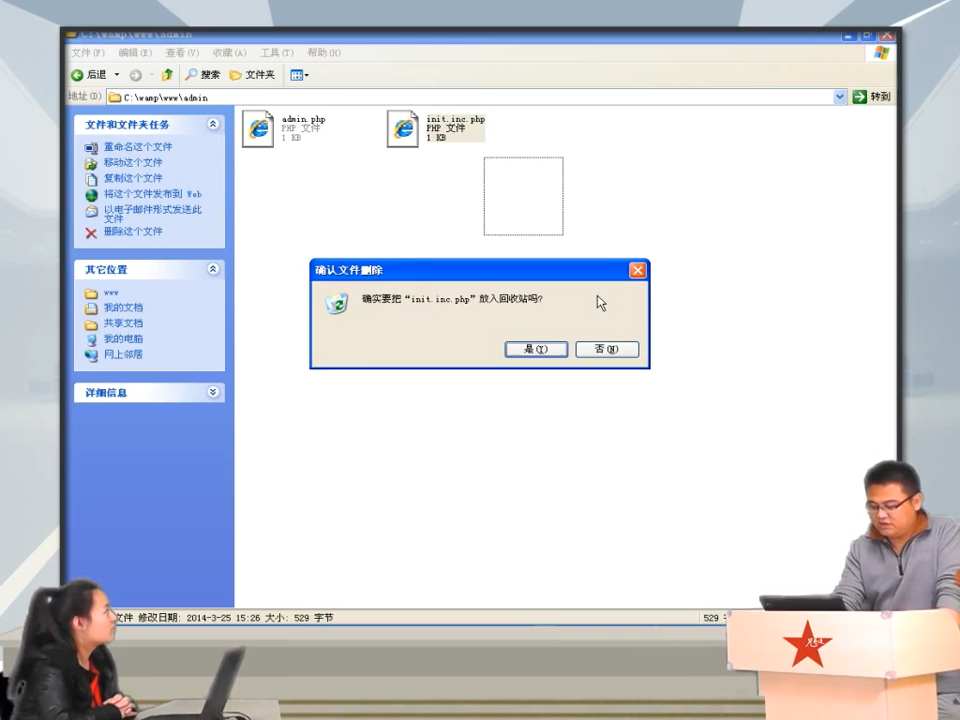 C:\wamp\www\admin
文件(F) 编辑(E) 查看(V) 收藏(A) 工具(T) 帮助(H)
后退 搜索 文件夹
地址(D) C:\wamp\www\admin 转到
文件和文件夹任务
重命名这个文件
移动这个文件
复制这个文件
将这个文件发布到 Web
以电子邮件形式发送此
文件
删除这个文件
其它位置
www
我的文档
共享文档
我的电脑
网上邻居
详细信息
admin.php
PHP 文件
1 KB
init.inc.php
PHP 文件
1 KB
确认文件删除
确实要把“init.inc.php”放入回收站吗?
是(Y) 否(N)
文件 修改日期: 2014-3-25 15:26 大小: 529 字节
529